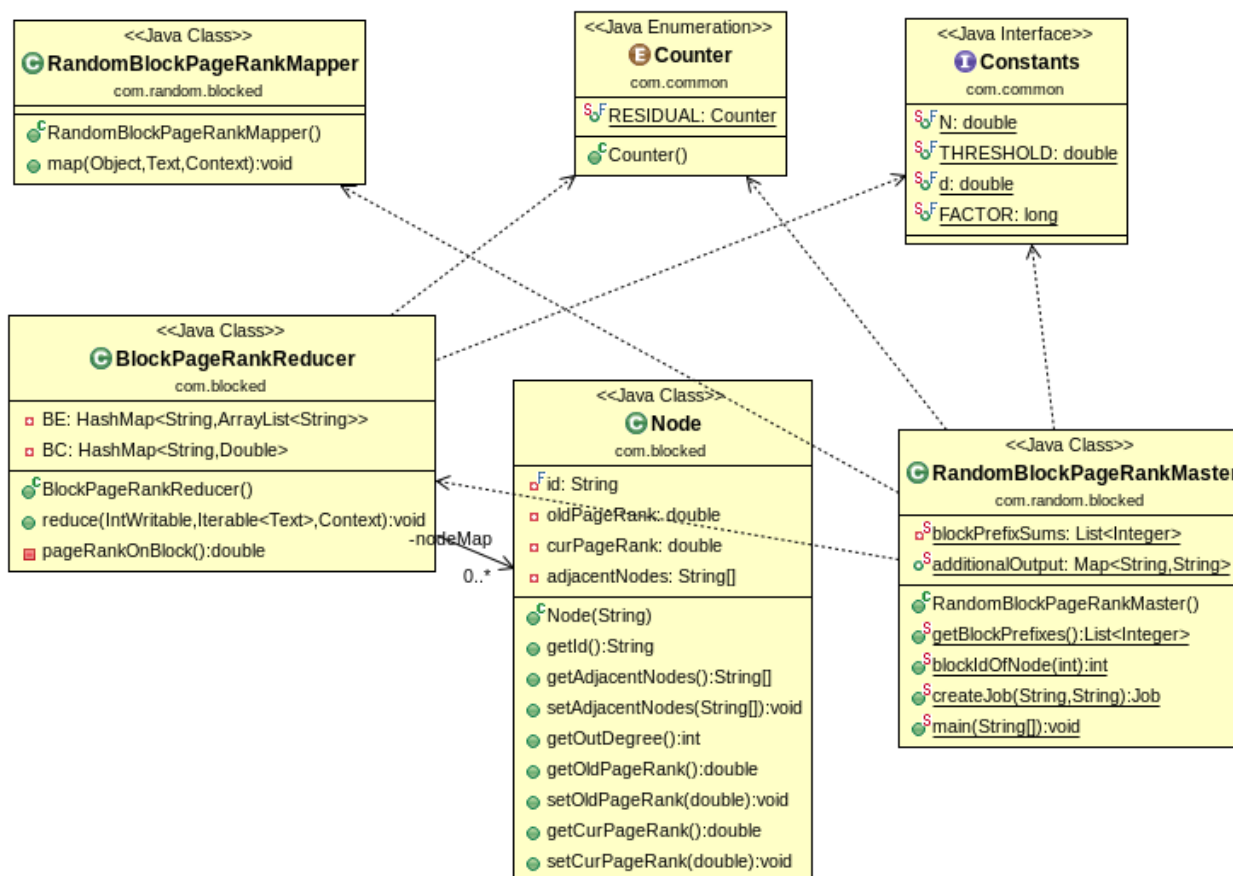 <<Java Class>>
RandomBlockPageRankMapper
com.random.blocked
RandomBlockPageRankMapper()
map(Object,Text,Context):void
<<Java Enumeration>>
Counter
com.common
RESIDUAL: Counter
Counter()
<<Java Interface>>
Constants
com.common
N: double
THRESHOLD: double
d: double
FACTOR: long
<<Java Class>>
BlockPageRankReducer
com.blocked
BE: HashMap<String,ArrayList<String>>
BC: HashMap<String,Double>
BlockPageRankReducer()
reduce(IntWritable,Iterable<Text>,Context):void
pageRankOnBlock():double
-nodeMap
0..*
<<Java Class>>
Node
com.blocked
id: String
oldPageRank: double
curPageRank: double
adjacentNodes: String[]
Node(String)
getId():String
getAdjacentNodes():String[]
setAdjacentNodes(String[]):void
getOutDegree():int
getOldPageRank():double
setOldPageRank(double):void
getCurPageRank():double
setCurPageRank(double):void
<<Java Class>>
RandomBlockPageRankMaster
com.random.blocked
blockPrefixSums: List<Integer>
additionalOutput: Map<String,String>
RandomBlockPageRankMaster()
getBlockPrefixes():List<Integer>
blockIdOfNode(int):int
createJob(String,String):Job
main(String[]):void